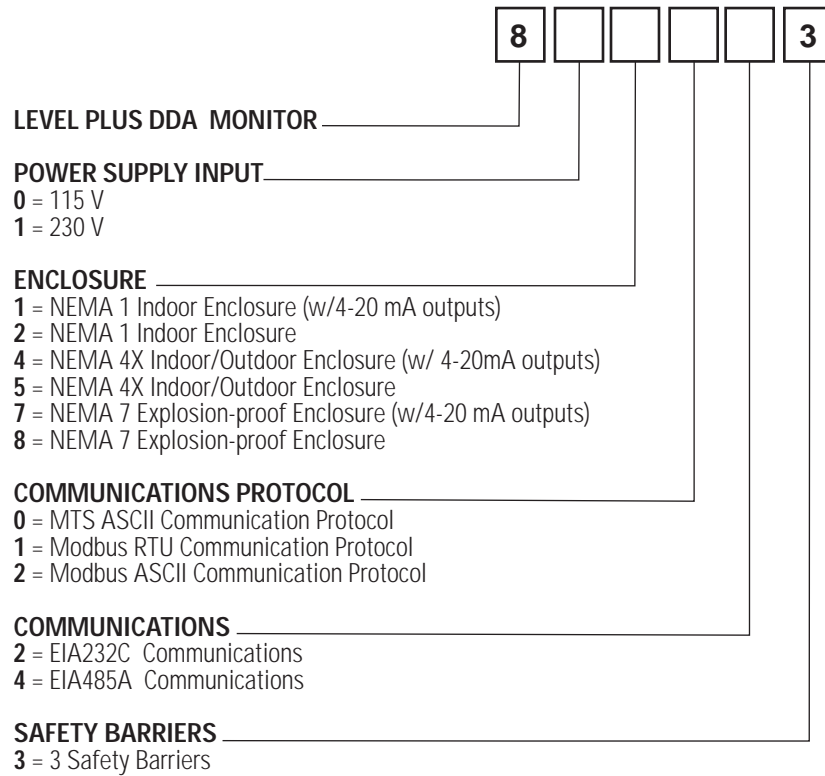 8 3
LEVEL PLUS DDA MONITOR
POWER SUPPLY INPUT
0 = 115 V
1 = 230 V
ENCLOSURE
1 = NEMA 1 Indoor Enclosure (w/4-20 mA outputs)
2 = NEMA 1 Indoor Enclosure
4 = NEMA 4X Indoor/Outdoor Enclosure (w/ 4-20mA outputs)
5 = NEMA 4X Indoor/Outdoor Enclosure
7 = NEMA 7 Explosion-proof Enclosure (w/4-20 mA outputs)
8 = NEMA 7 Explosion-proof Enclosure
COMMUNICATIONS PROTOCOL
0 = MTS ASCII Communication Protocol
1 = Modbus RTU Communication Protocol
2 = Modbus ASCII Communication Protocol
COMMUNICATIONS
2 = EIA232C Communications
4 = EIA485A Communications
SAFETY BARRIERS
3 = 3 Safety Barriers